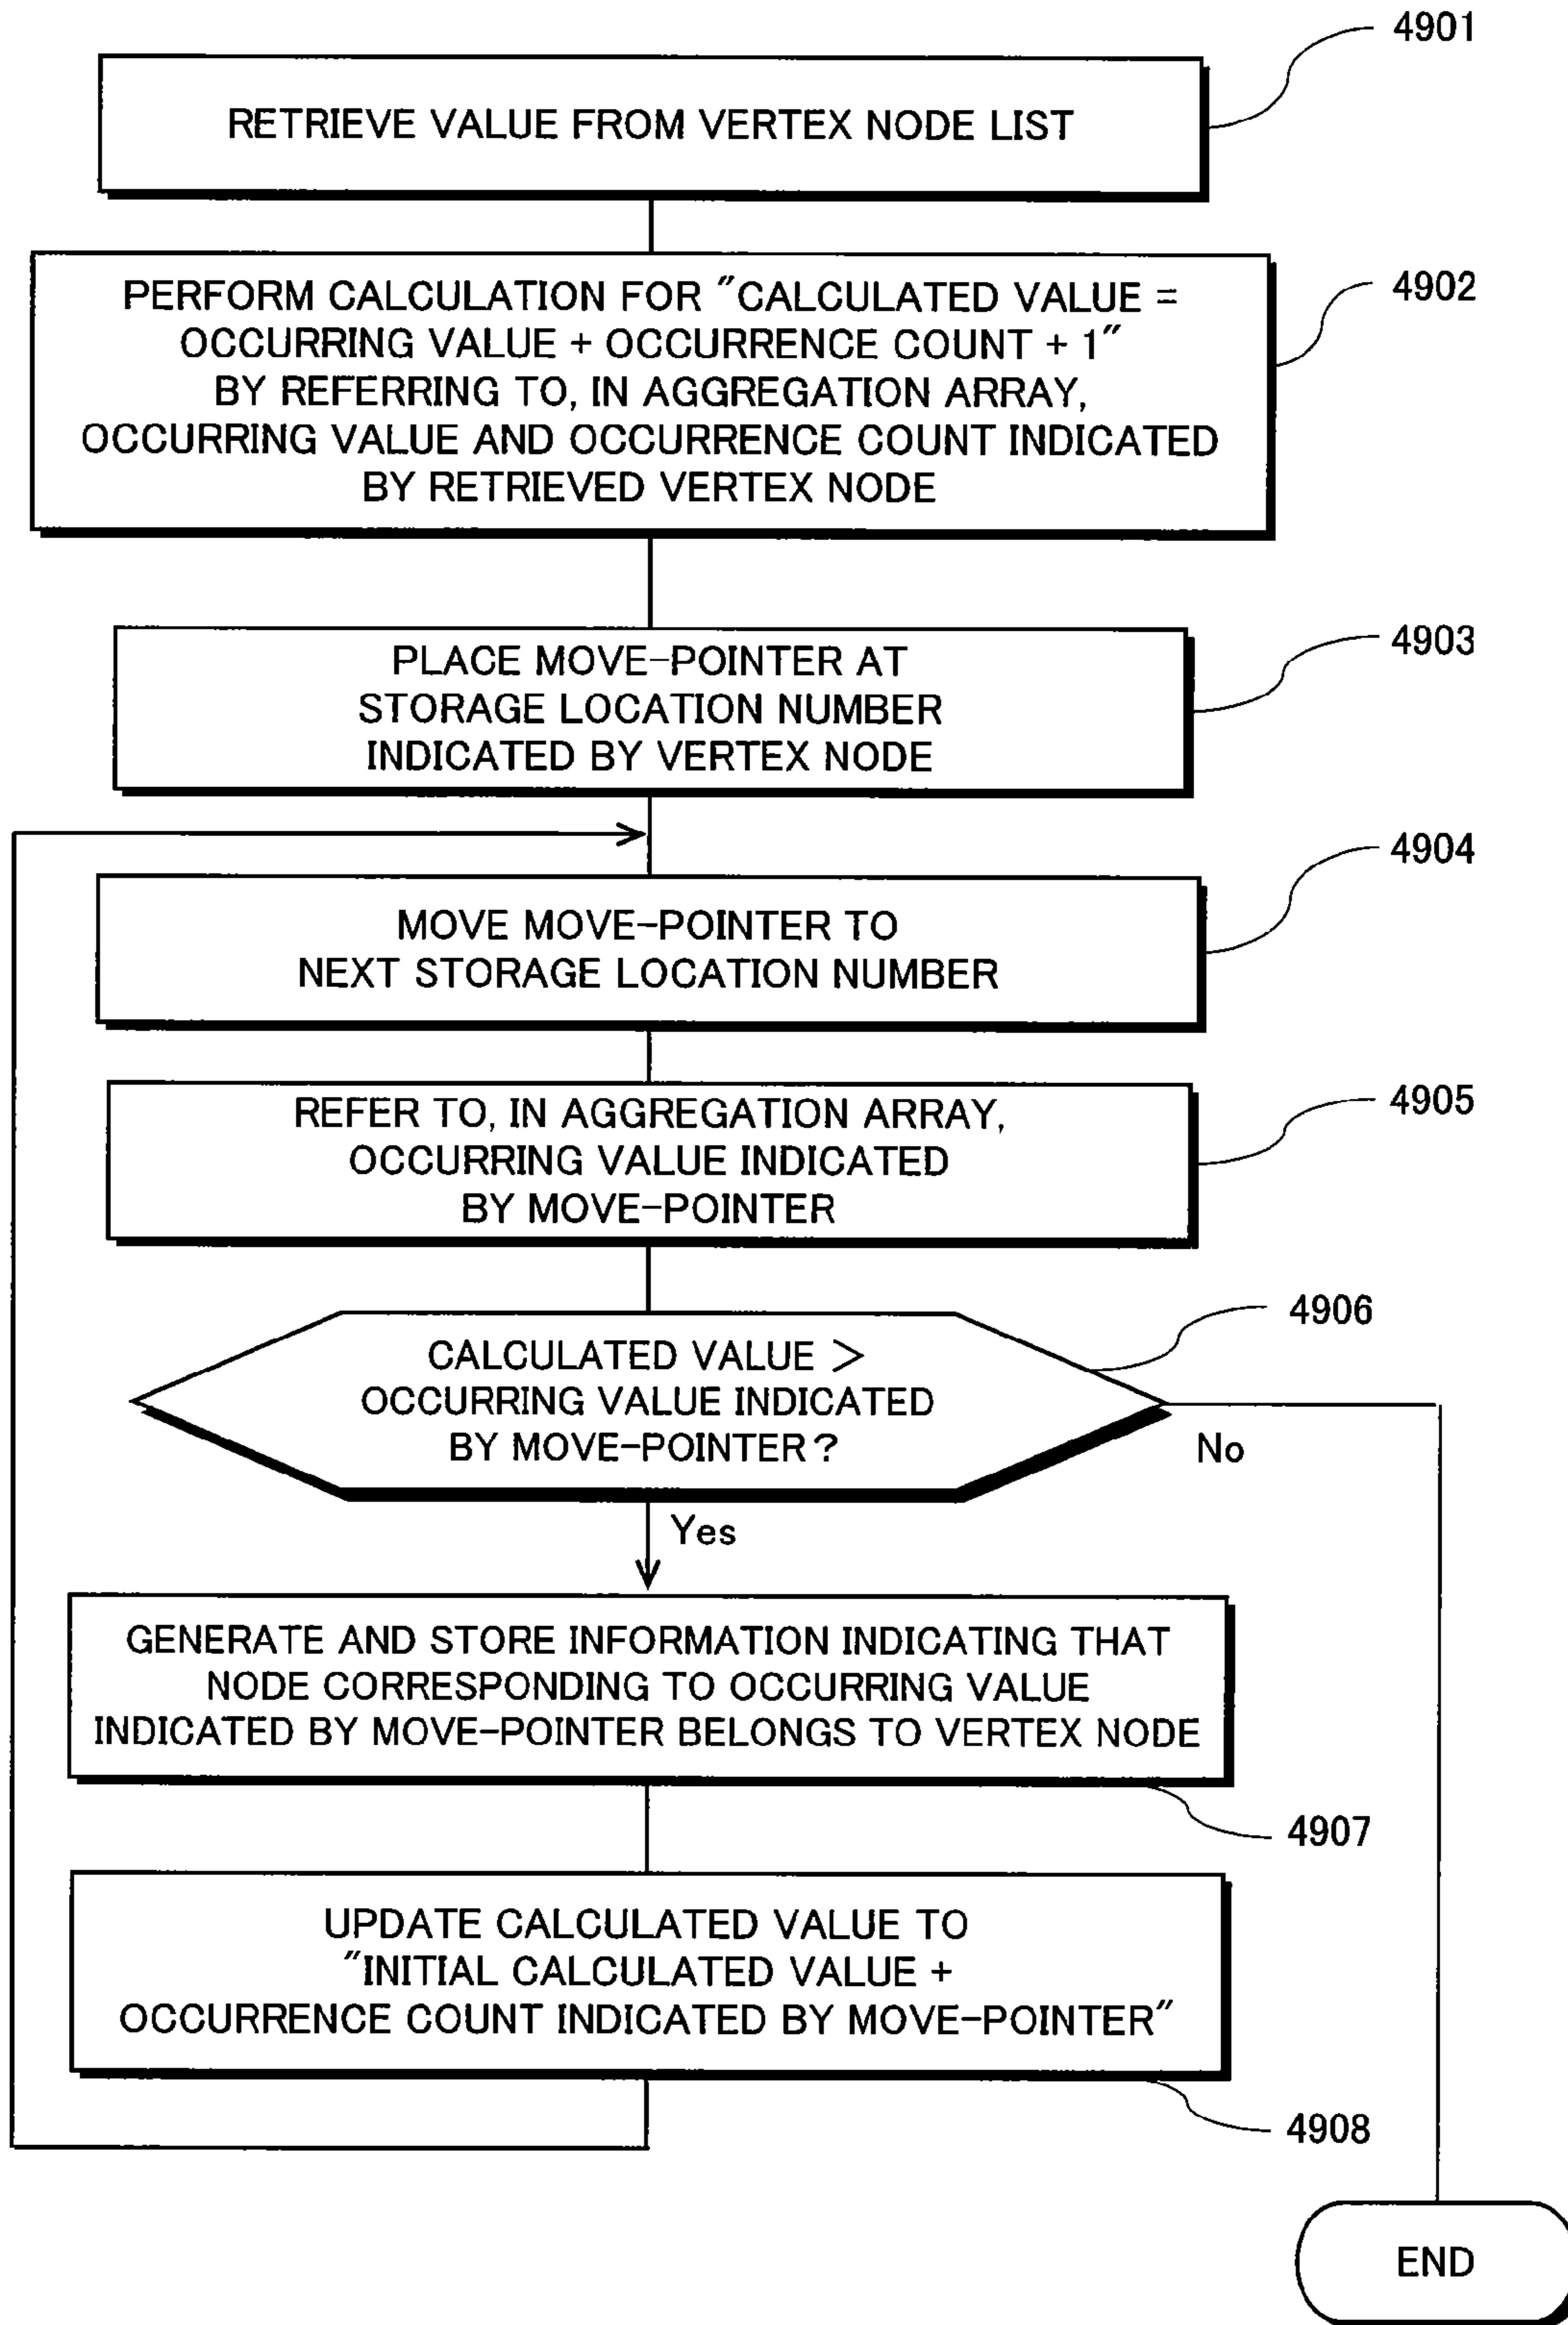 4901
RETRIEVE VALUE FROM VERTEX NODE LIST
4902
PERFORM CALCULATION FOR "CALCULATED VALUE =
OCCURRING VALUE + OCCURRENCE COUNT + 1"
BY REFERRING TO, IN AGGREGATION ARRAY,
OCCURRING VALUE AND OCCURRENCE COUNT INDICATED
BY RETRIEVED VERTEX NODE
4903
PLACE MOVE-POINTER AT
STORAGE LOCATION NUMBER
INDICATED BY VERTEX NODE
4904
MOVE MOVE-POINTER TO
NEXT STORAGE LOCATION NUMBER
4905
REFER TO, IN AGGREGATION ARRAY,
OCCURRING VALUE INDICATED
BY MOVE-POINTER
4906
CALCULATED VALUE >
OCCURRING VALUE INDICATED
BY MOVE-POINTER?
No
Yes
GENERATE AND STORE INFORMATION INDICATING THAT
NODE CORRESPONDING TO OCCURRING VALUE
INDICATED BY MOVE-POINTER BELONGS TO VERTEX NODE
4907
UPDATE CALCULATED VALUE TO
"INITIAL CALCULATED VALUE +
OCCURRENCE COUNT INDICATED BY MOVE-POINTER"
4908
END